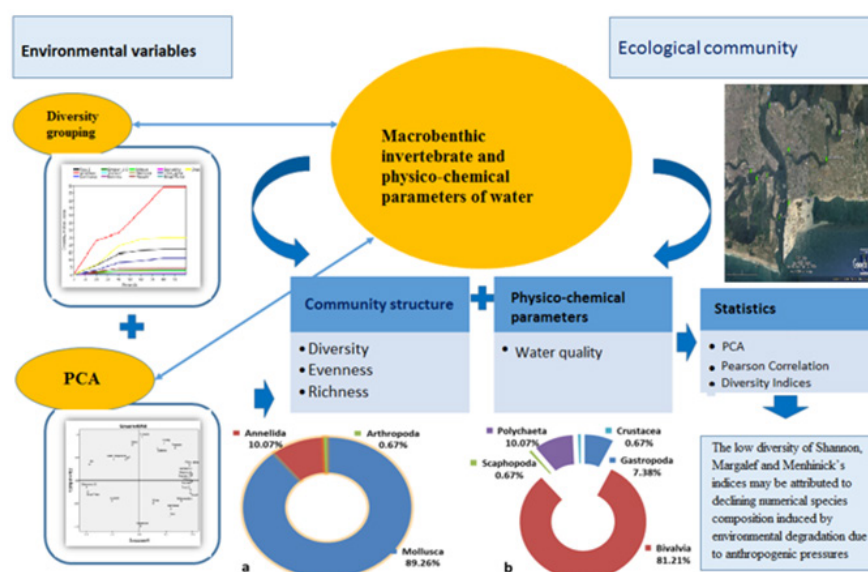 Environmental variables
Ecological community
Diversity
grouping
Macrobenthic
invertebrate and
physico-chemical
parameters of water
PCA
Community structure
• Diversity
• Evenness
• Richness
Physico-chemical
parameters
• Water quality
Statistics
• PCA
• Pearson Correlation
• Diversity Indices
Annelida
10.07%
Arthropoda
0.67%
Mollusca
89.26%
a
Polychaeta
10.07%
Crustacea
0.67%
Scaphopoda
0.67%
Gastropoda
7.38%
Bivalvia
81.21%
b
The low diversity of Shannon,
Margalef and Menhinick's
indices may be attributed to
declining numerical species
composition induced by
environmental degradation due
to anthropogenic pressures